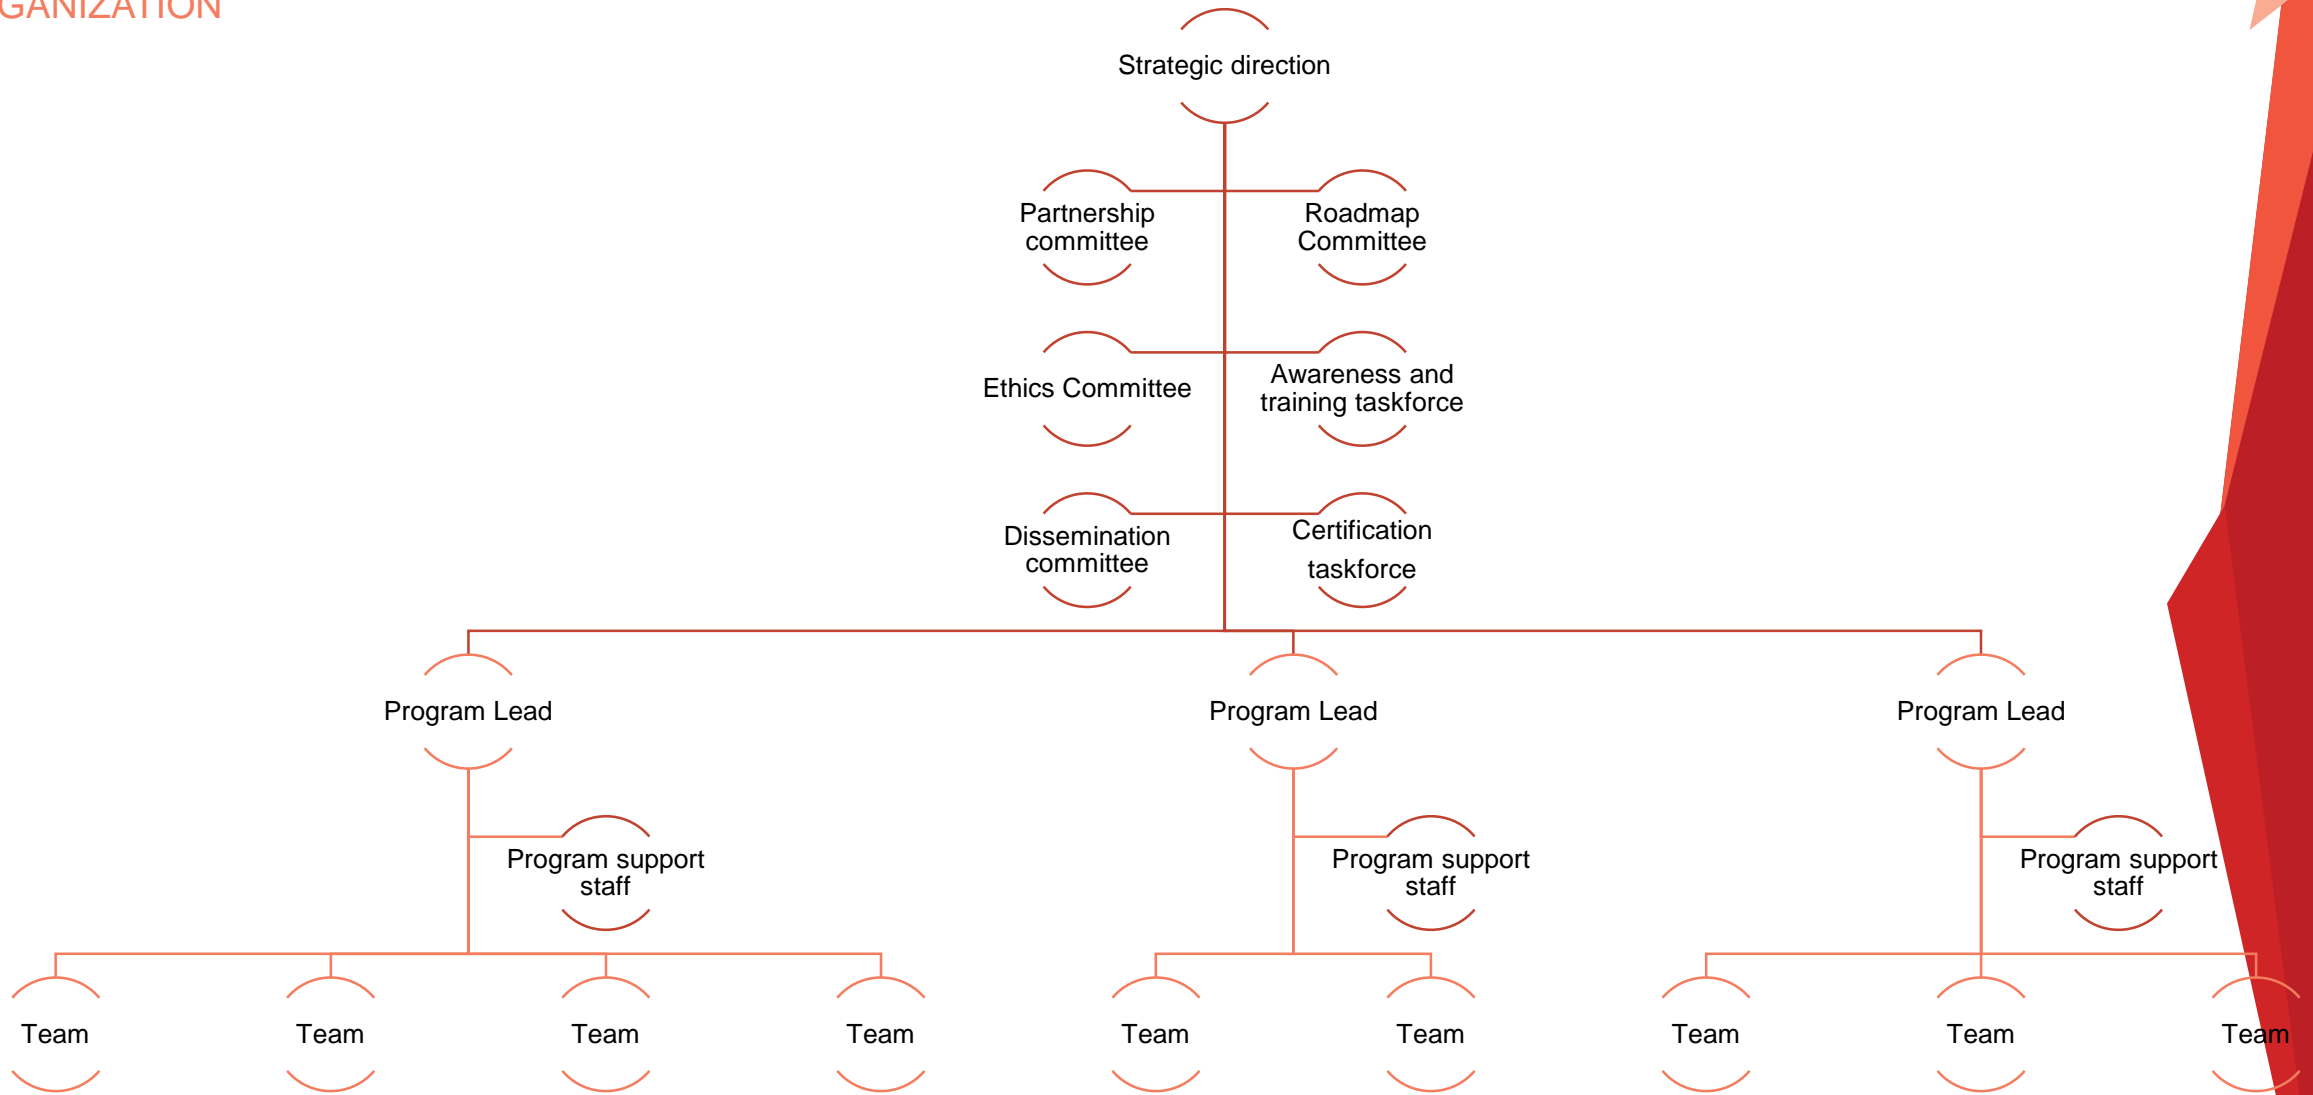 GANIZATION
Strategic direction
Partnership
committee
Roadmap
Committee
Ethics Committee
Awareness and
training taskforce
Dissemination
committee
Certification
taskforce
Program Lead
Program Lead
Program Lead
Program support
staff
Program support
staff
Program support
staff
Team
Team
Team
Team
Team
Team
Team
Team
Team